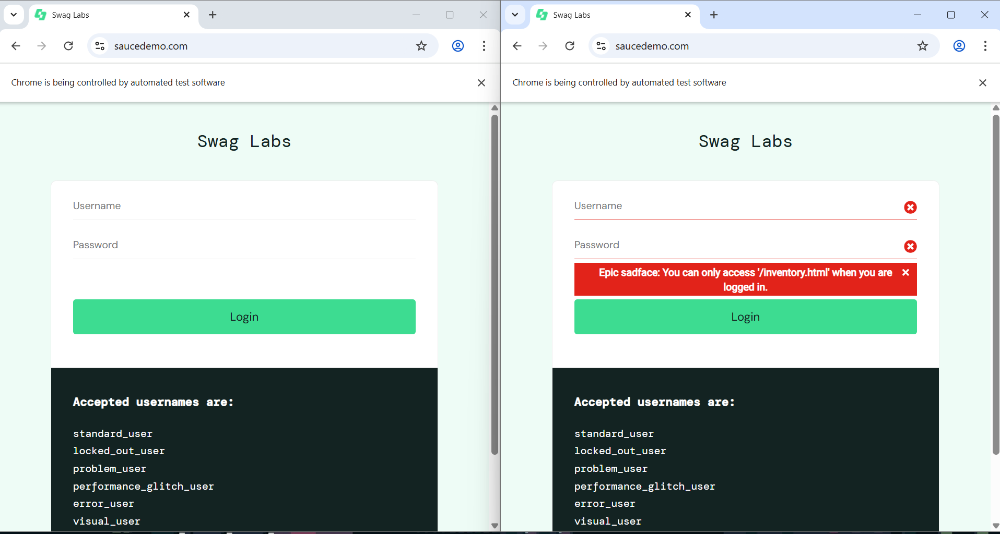 Swag Labs
saucedemo.com
Chrome is being controlled by automated test software
Swag Labs
Username
Password
Login
Accepted usernames are:
standard_user
locked_out_user
problem_user
performance_glitch_user
error_user
visual_user
Swag Labs
saucedemo.com
Chrome is being controlled by automated test software
Swag Labs
Username
Password
Epic sadface: You can only access '/inventory.html' when you are
logged in.
Login
Accepted usernames are:
standard_user
locked_out_user
problem_user
performance_glitch_user
error_user
visual_user